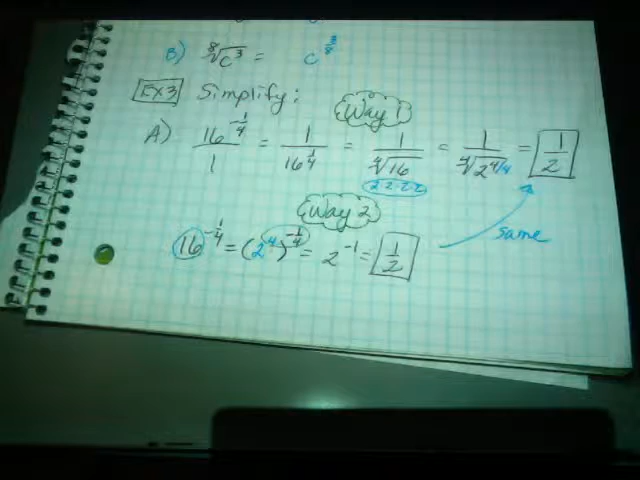 B) ⁸√c³ = c^3/8
EX3 Simplify:
Way 1
A) 16^-1/4 / 1 = 1 / 16^1/4 = 1 / ⁴√16 = 1 / ⁴√2^4/4 = 1/2
2·2·2·2
Way 2
16^-1/4 = (2^4)^-1/4 = 2^-1 = 1/2
same